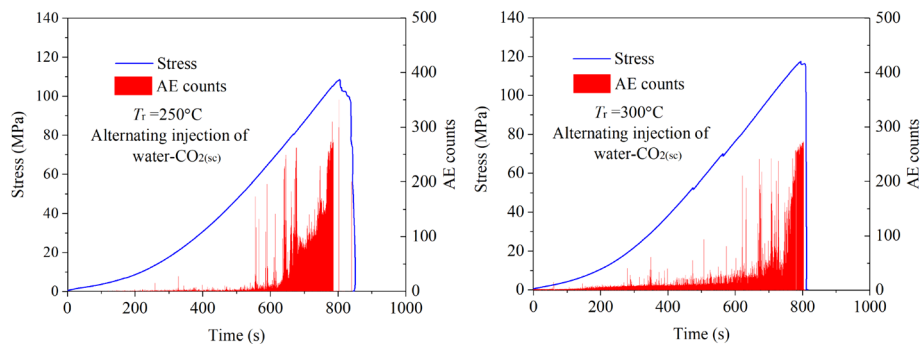 140
120
100
80
60
40
20
0
Stress (MPa)
500
400
300
200
100
0
AE counts
Stress
AE counts
Tr =250°C
Alternating injection of
water-CO2(sc)
0 200 400 600 800 1000
Time (s)
140
120
100
80
60
40
20
0
Stress (MPa)
500
400
300
200
100
0
AE counts
Stress
AE counts
Tr =300°C
Alternating injection of
water-CO2(sc)
0 200 400 600 800 1000
Time (s)